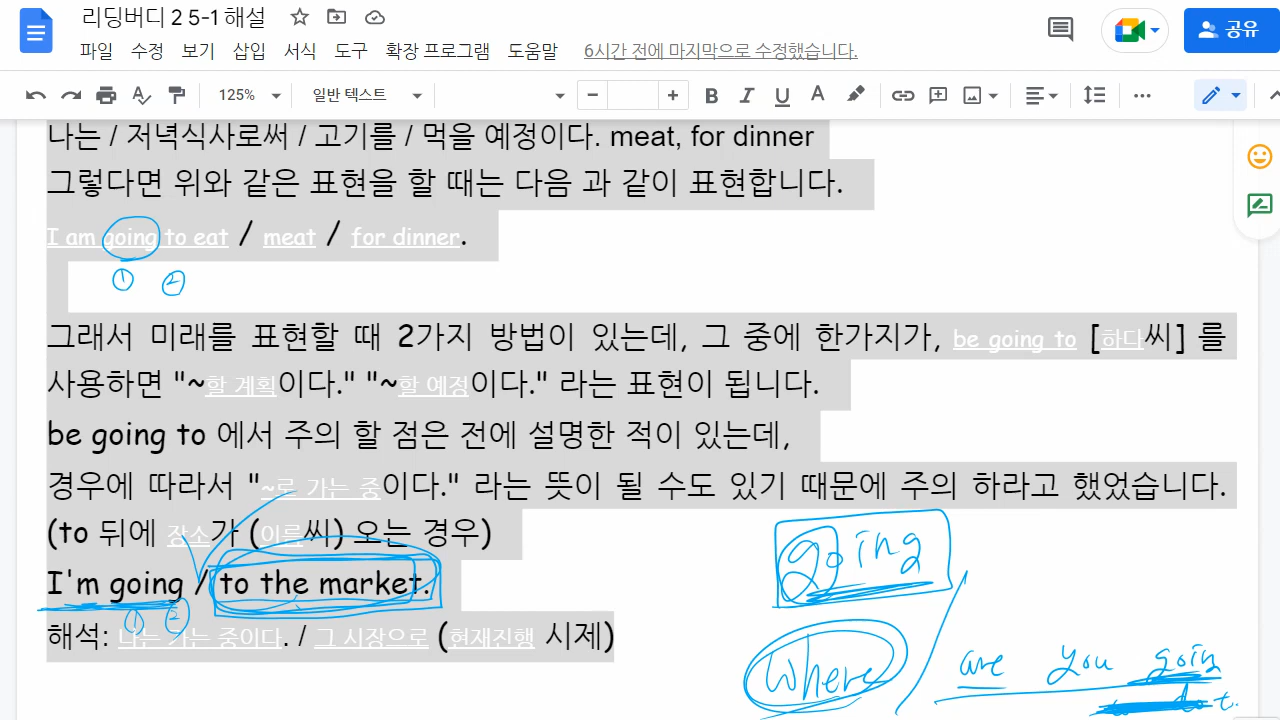 리딩버디 2 5-1 해설
파일 수정 보기 삽입 서식 도구 확장 프로그램 도움말 6시간 전에 마지막으로 수정했습니다.
공유
125% 일반 텍스트 B I U A
나는 / 저녁식사로써 / 고기를 / 먹을 예정이다. meat, for dinner
그렇다면 위와 같은 표현을 할 때는 다음 과 같이 표현합니다.
I am going to eat / meat / for dinner.
① ②
그래서 미래를 표현할 때 2가지 방법이 있는데, 그 중에 한가지가, be going to [하다씨] 를
사용하면 "~할 계획이다." "~할 예정이다." 라는 표현이 됩니다.
be going to 에서 주의 할 점은 전에 설명한 적이 있는데,
경우에 따라서 "~로 가는 중이다." 라는 뜻이 될 수도 있기 때문에 주의 하라고 했었습니다.
(to 뒤에 장소가 (이름씨) 오는 경우)
going
I'm going / to the market.
① ②
해석: 나는 가는 중이다. / 그 시장으로 (현재진행 시제)
where / are you going